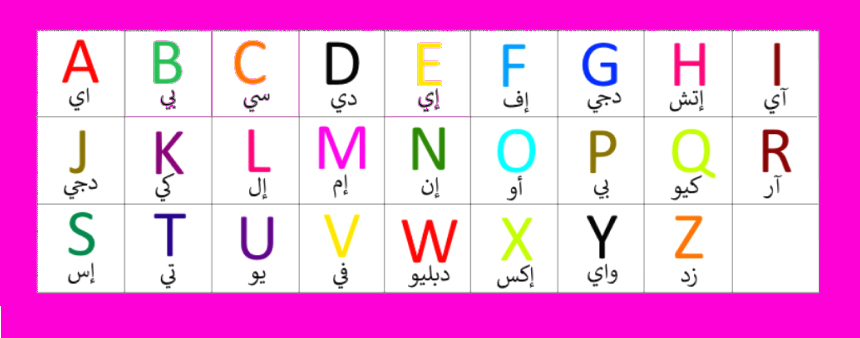 A B C D E F G H I
اي بي سي دي إي إف دجي إتش آي
J K L M N O P Q R
دجي كي إل إم إن أو بي كيو آر
S T U V W X Y Z
إس تي يو في دبليو إكس واي زد